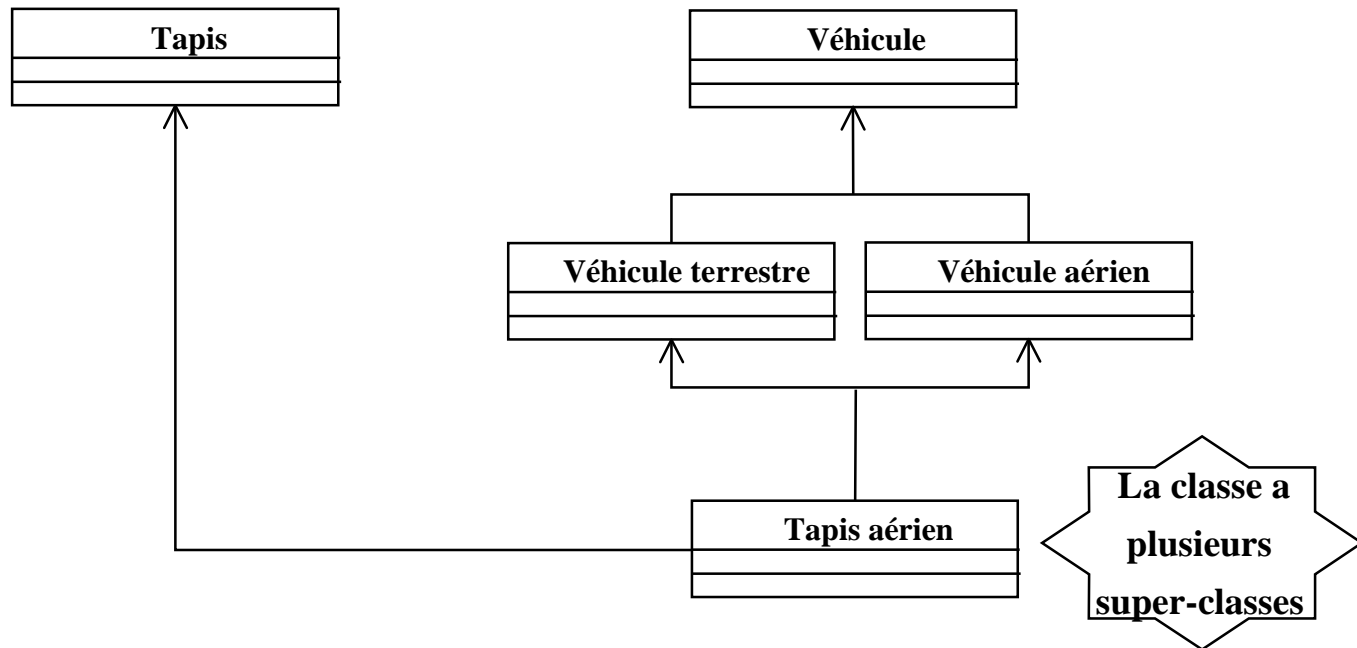 Tapis
Véhicule
Véhicule terrestre
Véhicule aérien
Tapis aérien
La classe a
plusieurs
super-classes